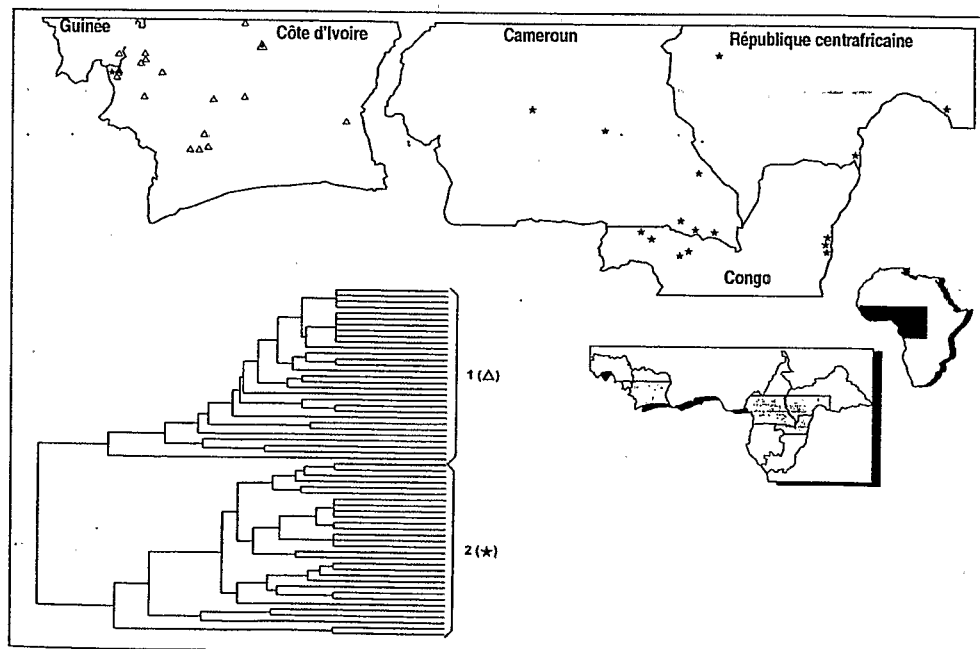 Guinée
Côte d'Ivoire
Cameroun
République centrafricaine
Congo
1 (△)
2 (★)